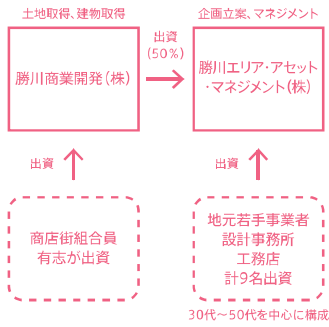 土地取得、建物取得
企画立案、マネジメント
勝川商業開発（株）
出資
（50％）
勝川エリア・アセット
・マネジメント（株）
出資
出資
商店街組合員
有志が出資
地元若手事業者
設計事務所
工務店
計9名出資
30代～50代を中心に構成